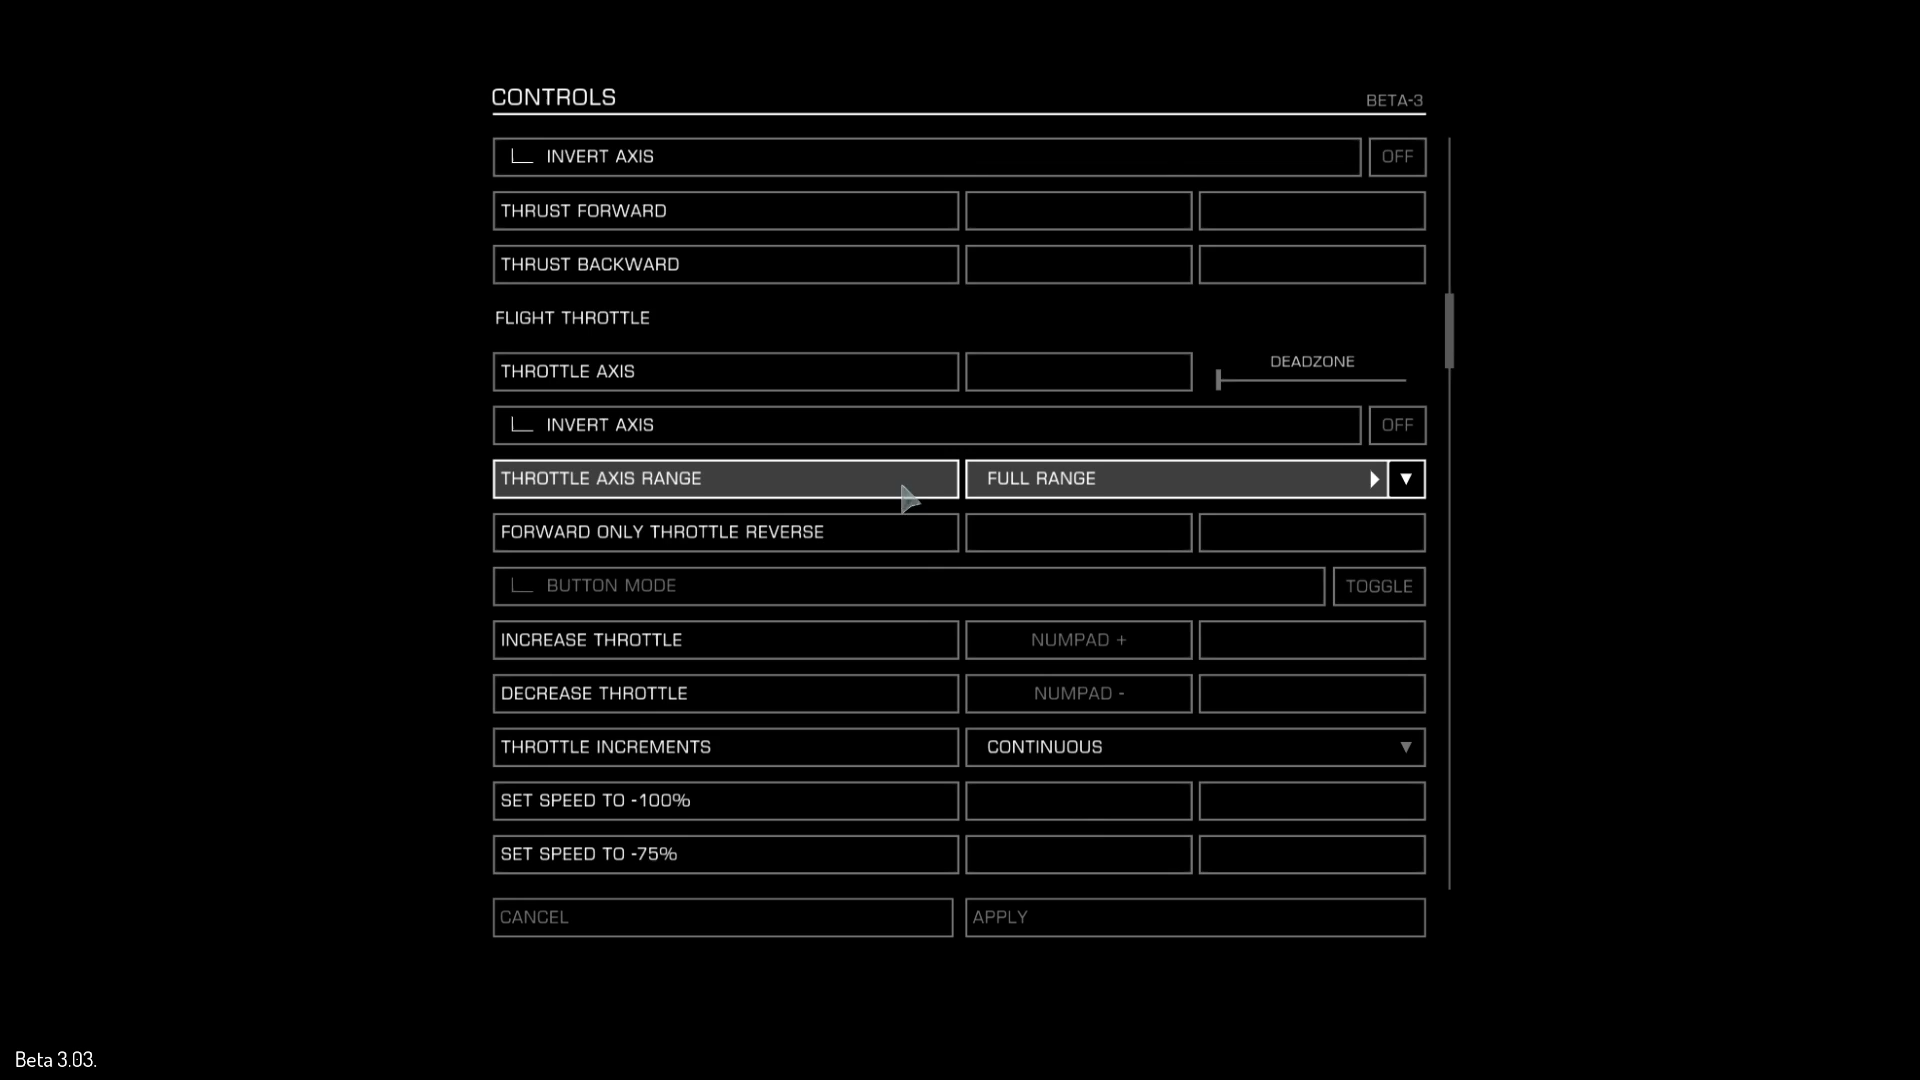 CONTROLS
BETA-3
INVERT AXIS OFF
THRUST FORWARD
THRUST BACKWARD
FLIGHT THROTTLE
THROTTLE AXIS DEADZONE
INVERT AXIS OFF
THROTTLE AXIS RANGE FULL RANGE
FORWARD ONLY THROTTLE REVERSE
BUTTON MODE TOGGLE
INCREASE THROTTLE NUMPAD +
DECREASE THROTTLE NUMPAD -
THROTTLE INCREMENTS CONTINUOUS
SET SPEED TO -100%
SET SPEED TO -75%
CANCEL APPLY
Beta 3.03.